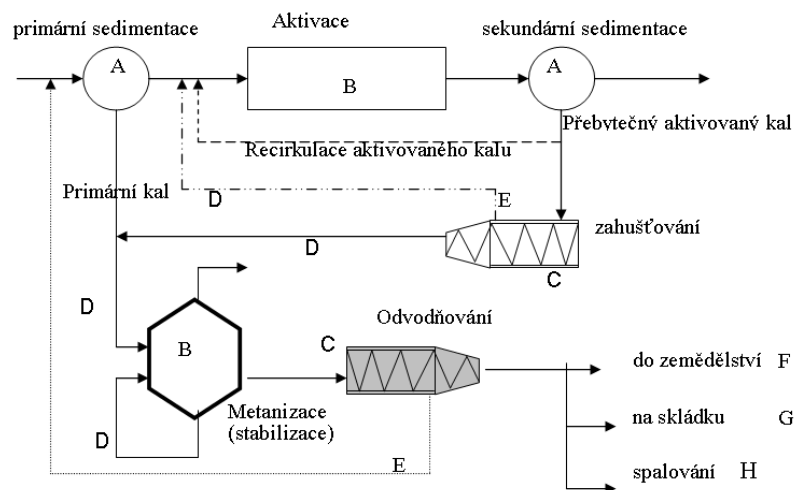 primární sedimentace
Aktivace
sekundární sedimentace
A
B
A
Přebytečný aktivovaný kal
Recirkulace aktivovaného kalu
Primární kal
D
E
zahušťování
D
C
D
Odvodňování
B
C
do zemědělství F
Metanizace
(stabilizace)
na skládku G
D
E
spalování H